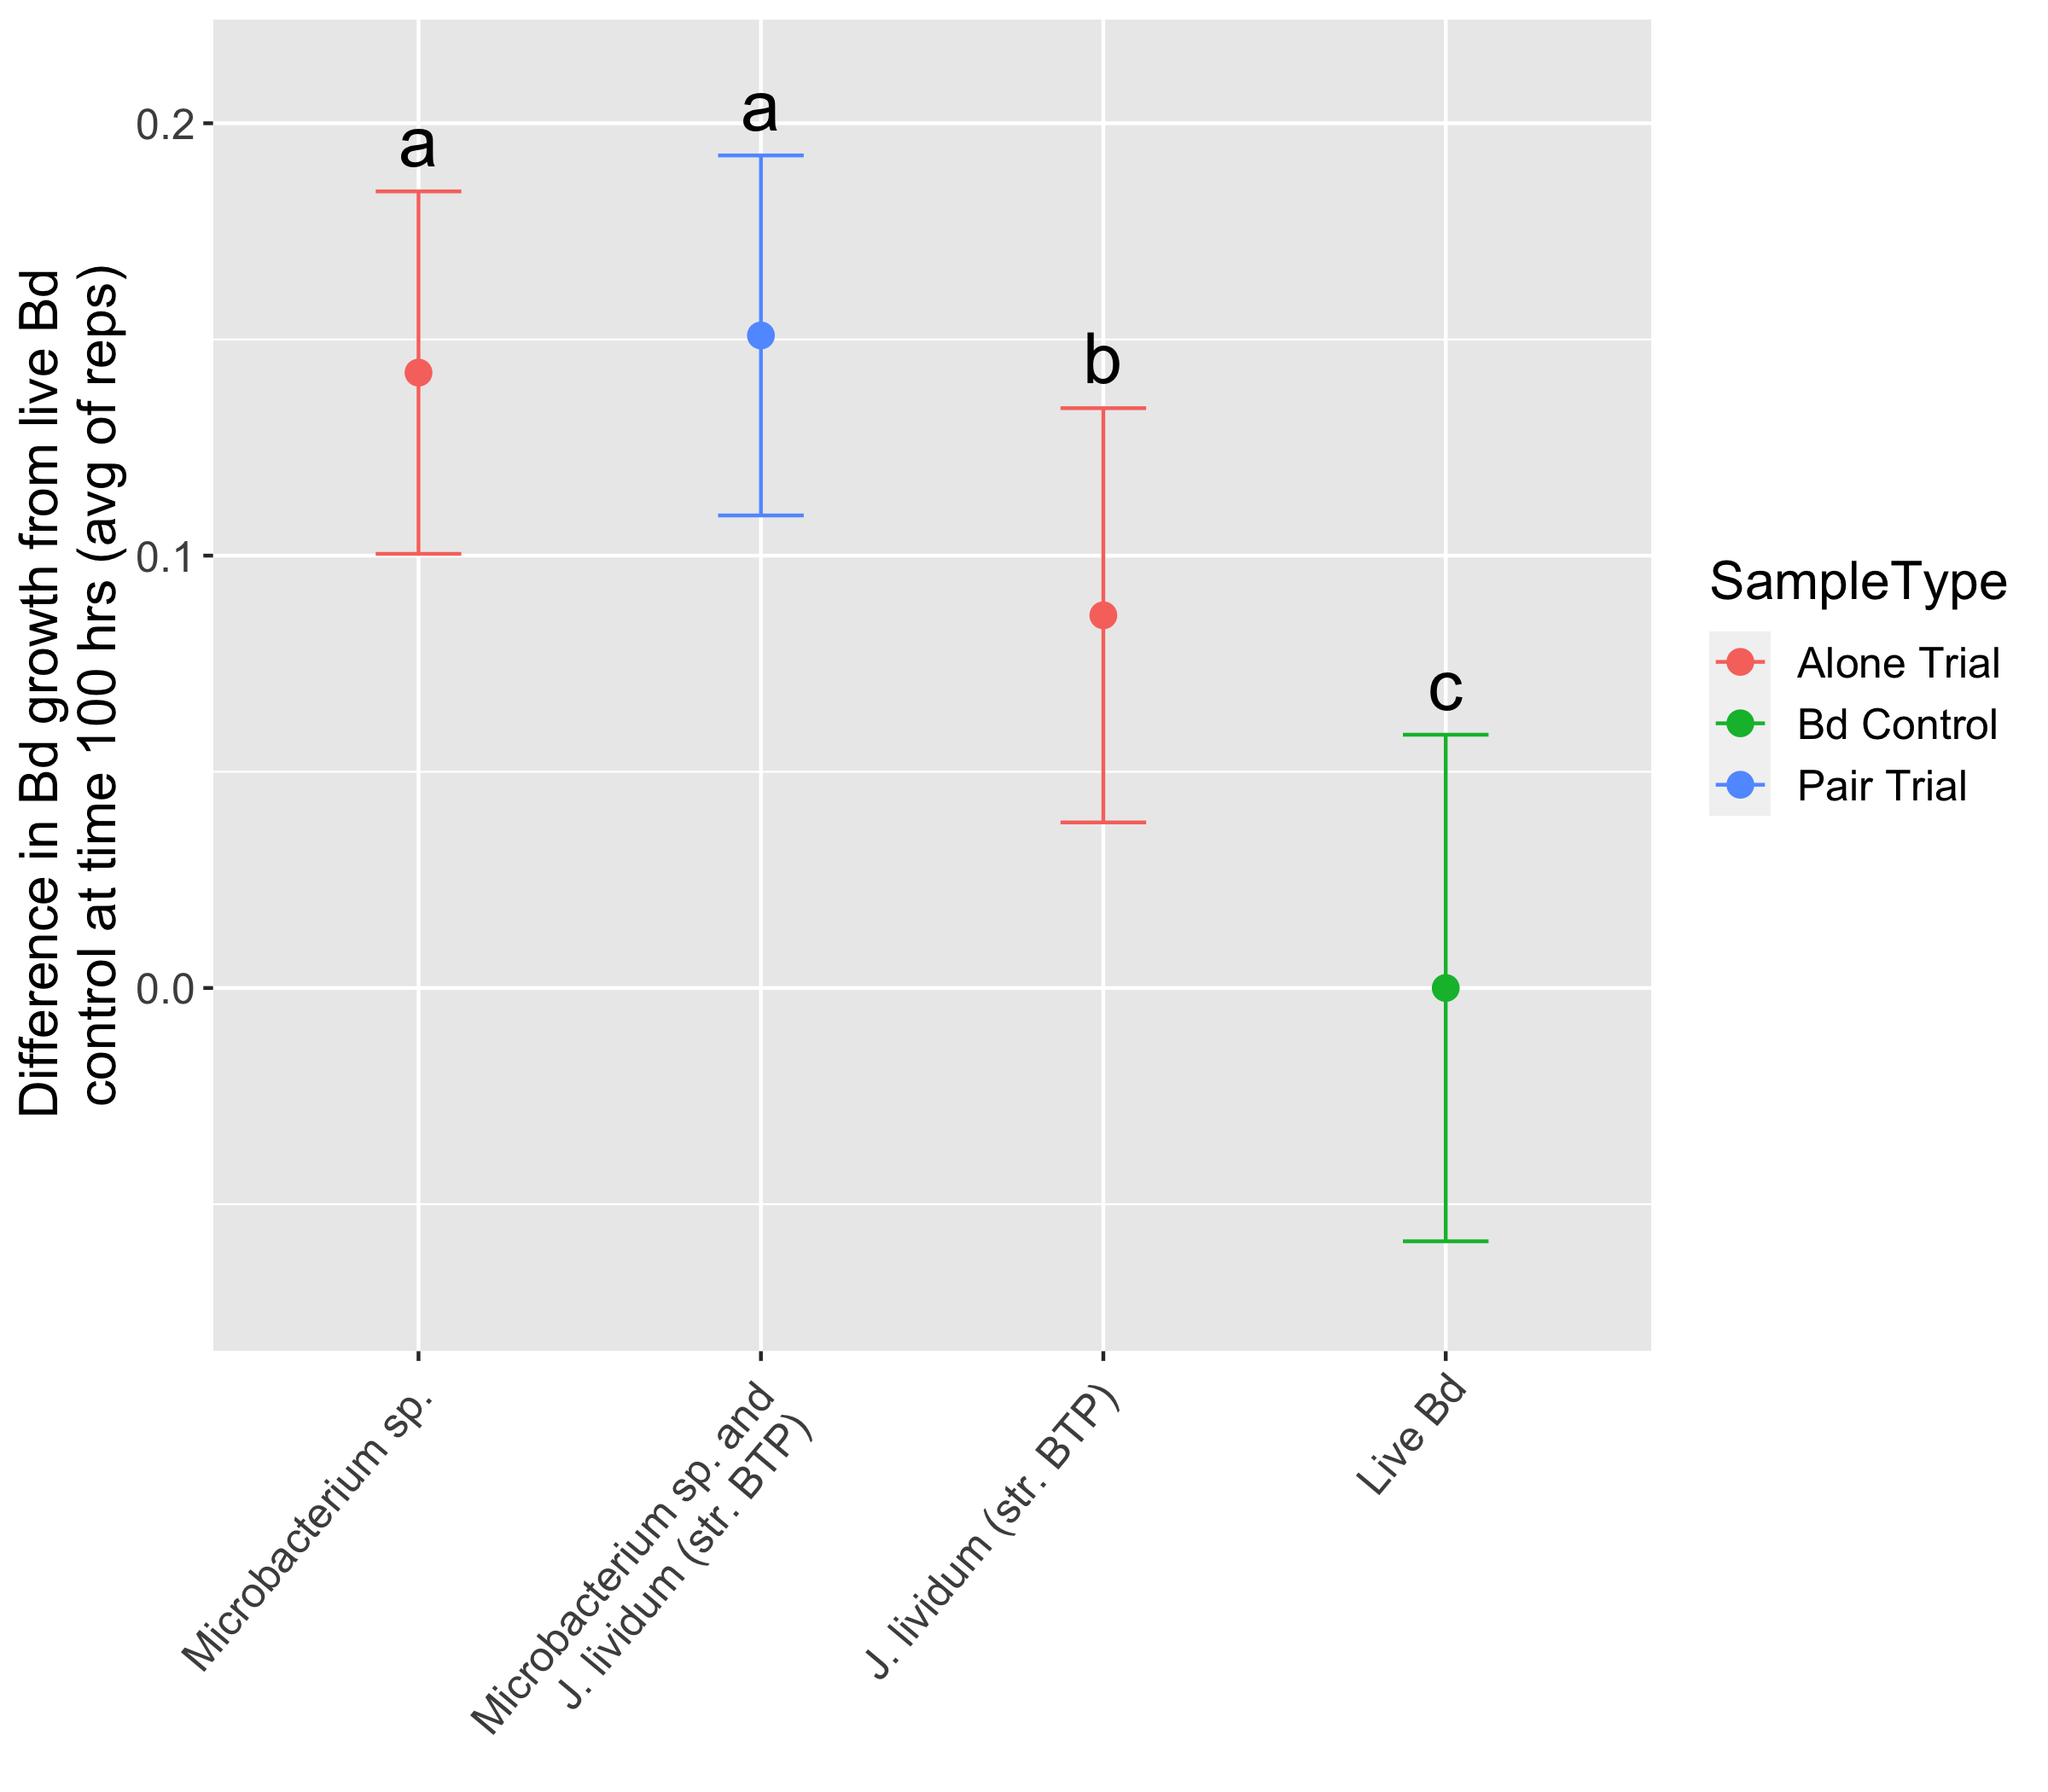 Difference in Bd growth from live Bd
control at time 100 hrs (avg of reps)
0.2
0.1
0.0
a
a
b
c
Microbacterium sp.
Microbacterium sp. and
J. lividum (str. BTP)
J. lividum (str. BTP)
Live Bd
SampleType
Alone Trial
Bd Control
Pair Trial